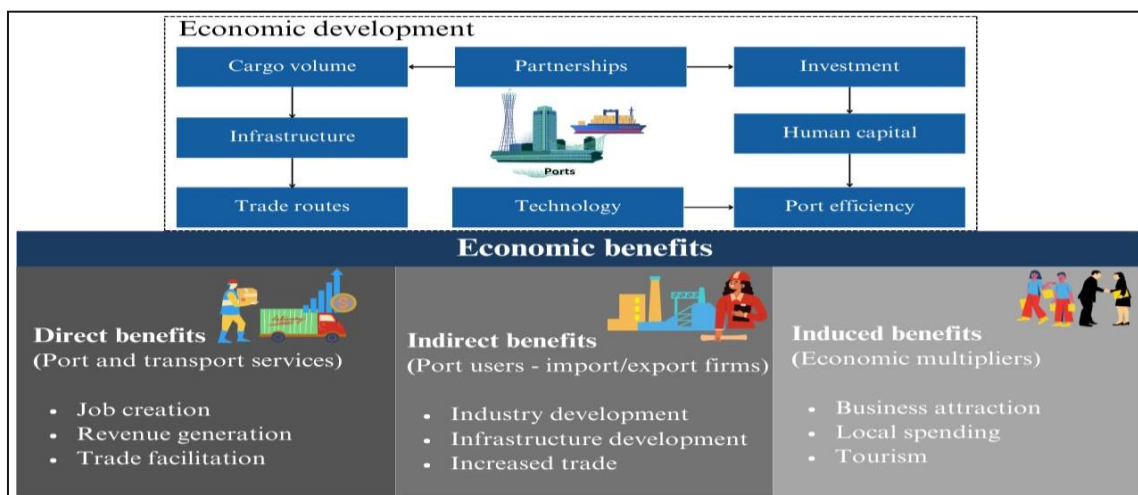 Economic development
Cargo volume
Partnerships
Investment
Infrastructure
Human capital
Ports
Trade routes
Technology
Port efficiency
Economic benefits
Direct benefits
(Port and transport services)
• Job creation
• Revenue generation
• Trade facilitation
Indirect benefits
(Port users - import/export firms)
• Industry development
• Infrastructure development
• Increased trade
Induced benefits
(Economic multipliers)
• Business attraction
• Local spending
• Tourism